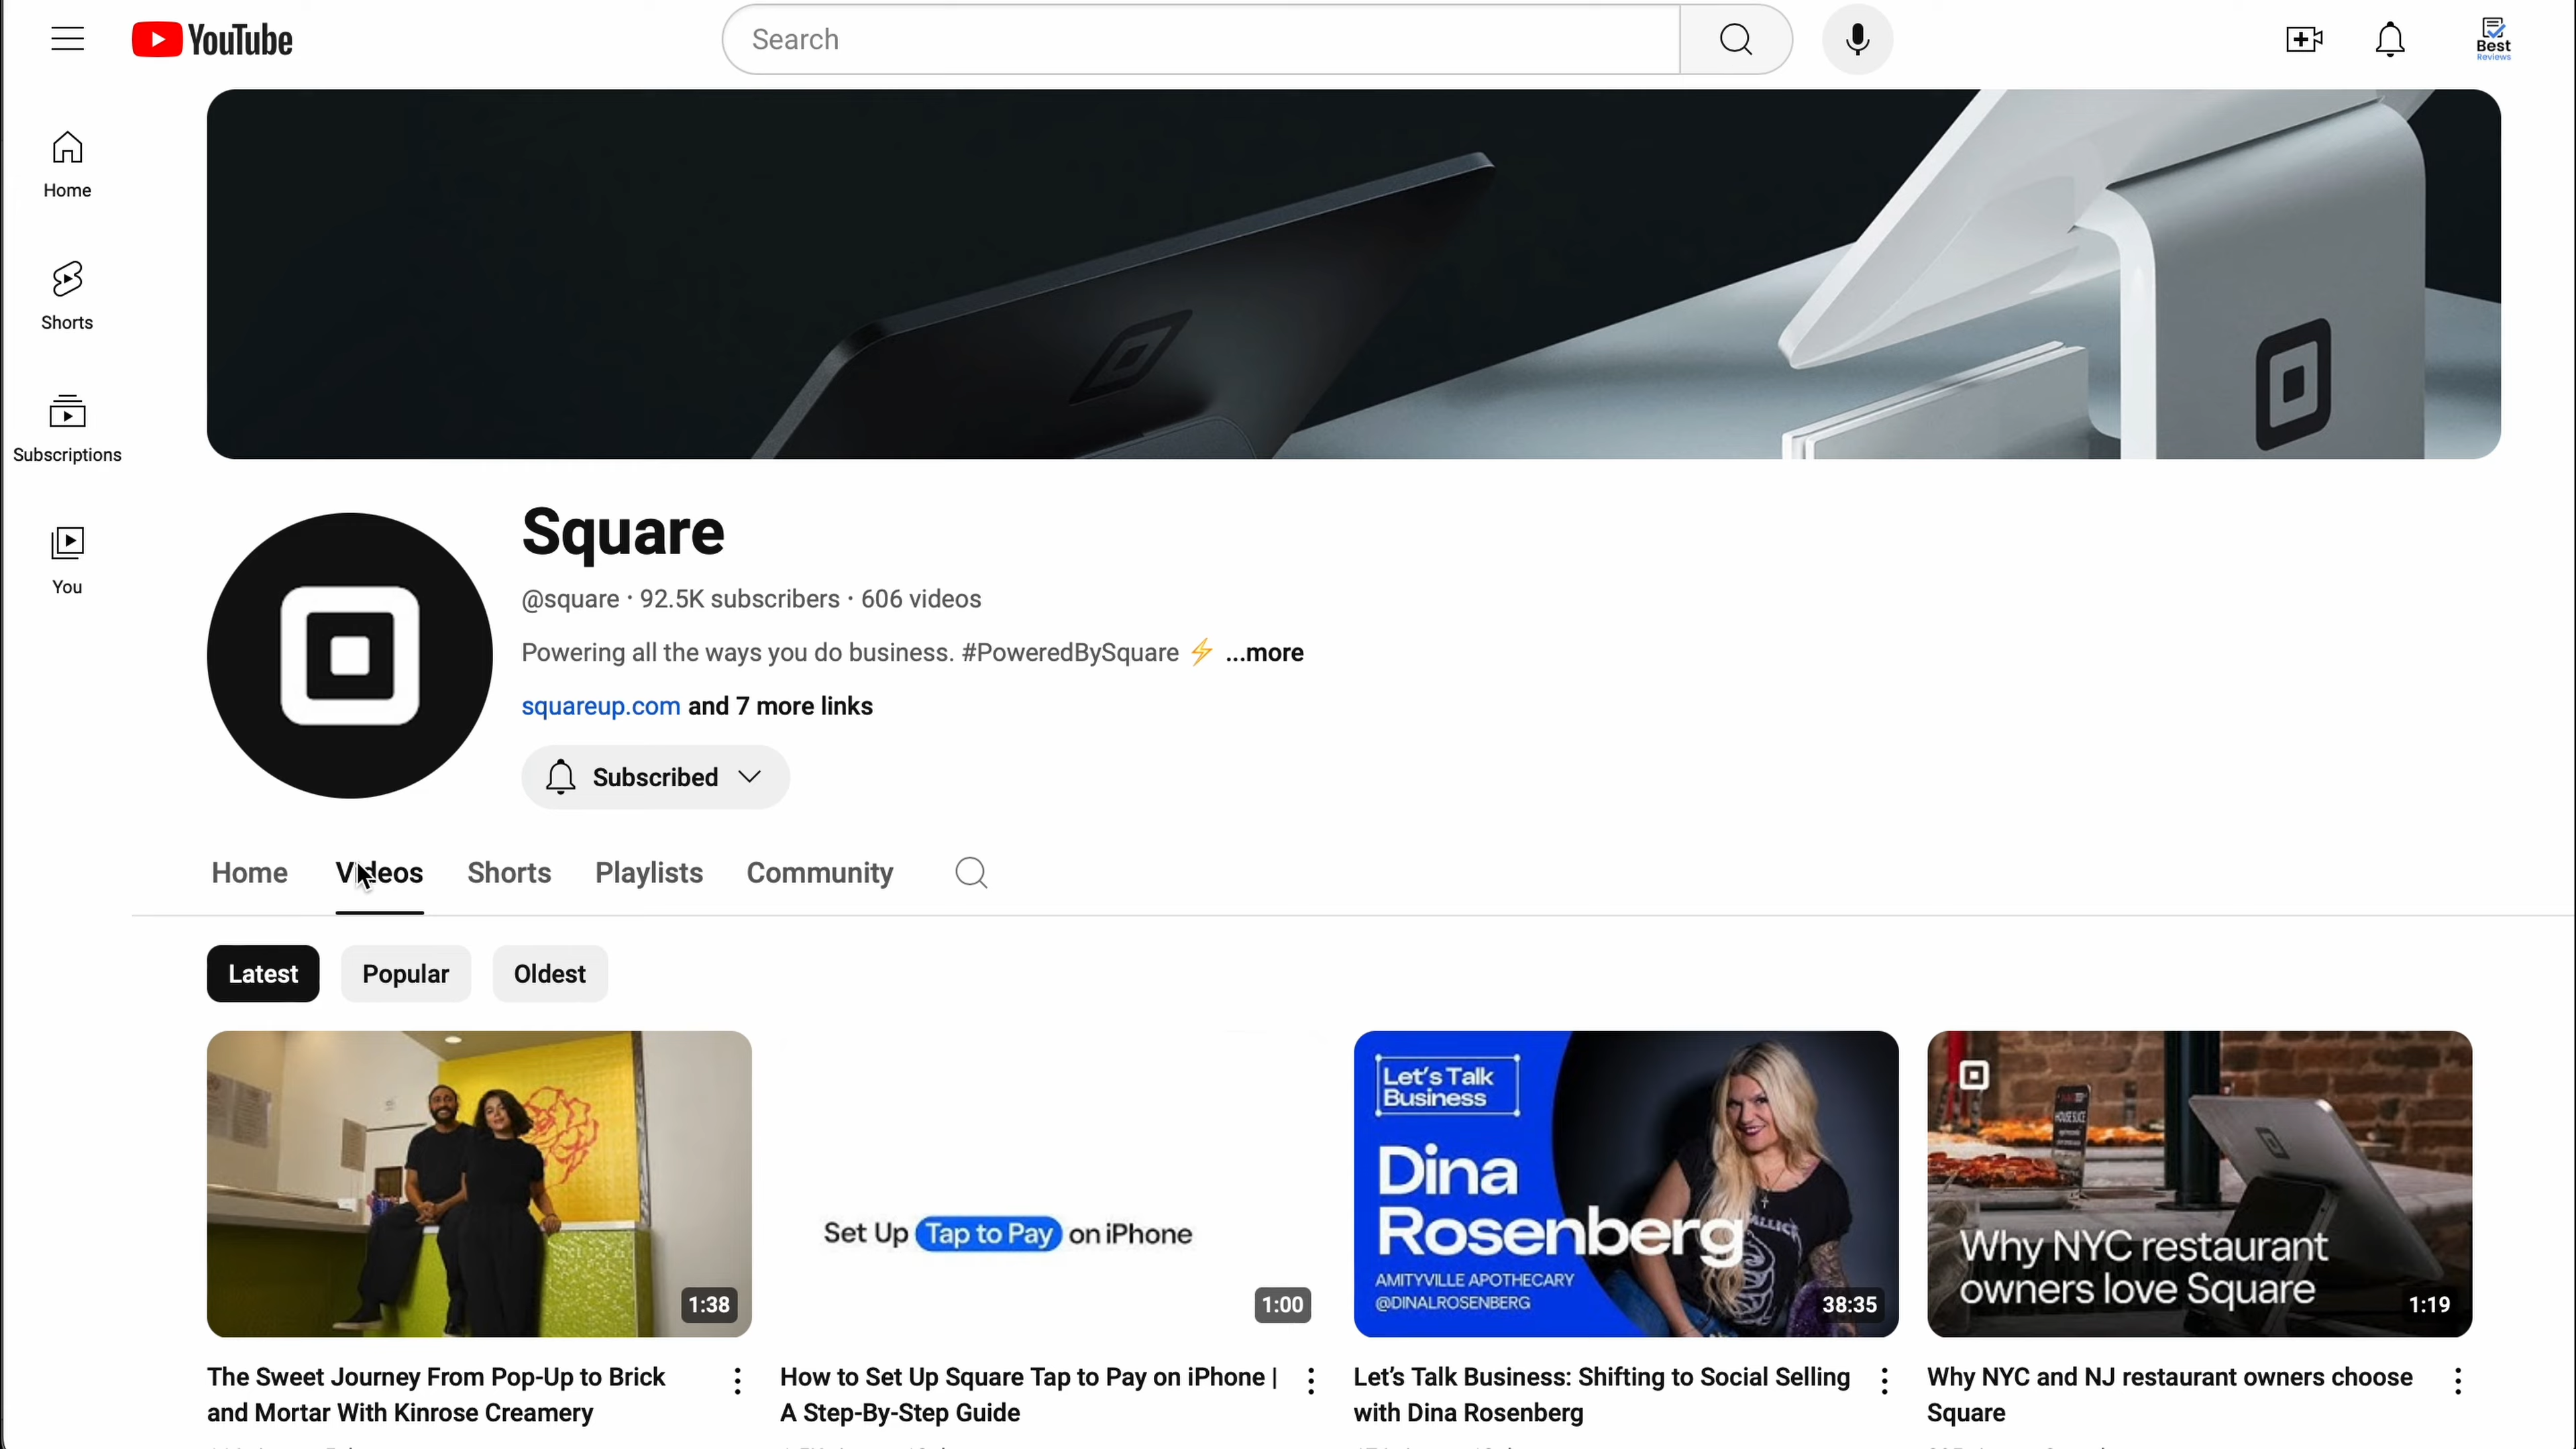 YouTube
Search
Best
Reviews
Home
Shorts
Subscriptions
You
Square
@square · 92.5K subscribers · 606 videos
Powering all the ways you do business. #PoweredBySquare ⚡ ...more
squareup.com and 7 more links
Subscribed
Home Videos Shorts Playlists Community
Latest Popular Oldest
1:38
Set Up Tap to Pay on iPhone
1:00
Let's Talk
Business
Dina
Rosenberg
AMITYVILLE APOTHECARY
@DINALROSENBERG
38:35
HOUSE SLICE
Why NYC restaurant
owners love Square
1:19
The Sweet Journey From Pop-Up to Brick
and Mortar With Kinrose Creamery
How to Set Up Square Tap to Pay on iPhone |
A Step-By-Step Guide
Let's Talk Business: Shifting to Social Selling
with Dina Rosenberg
Why NYC and NJ restaurant owners choose
Square